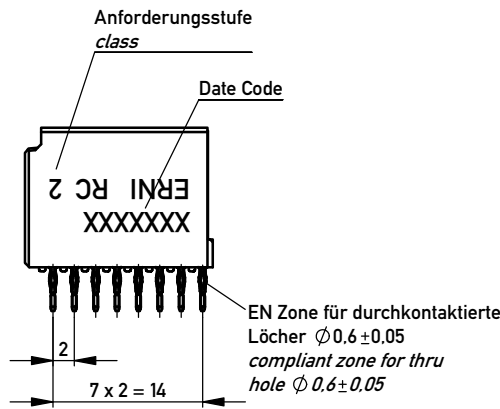 Anforderungsstufe
class
Date Code
ERNI RC 2
XXXXXXX
EN Zone für durchkontaktierte
Löcher ∅0,6 ±0,05
compliant zone for thru
hole ∅0,6±0,05
2
7 x 2 = 14